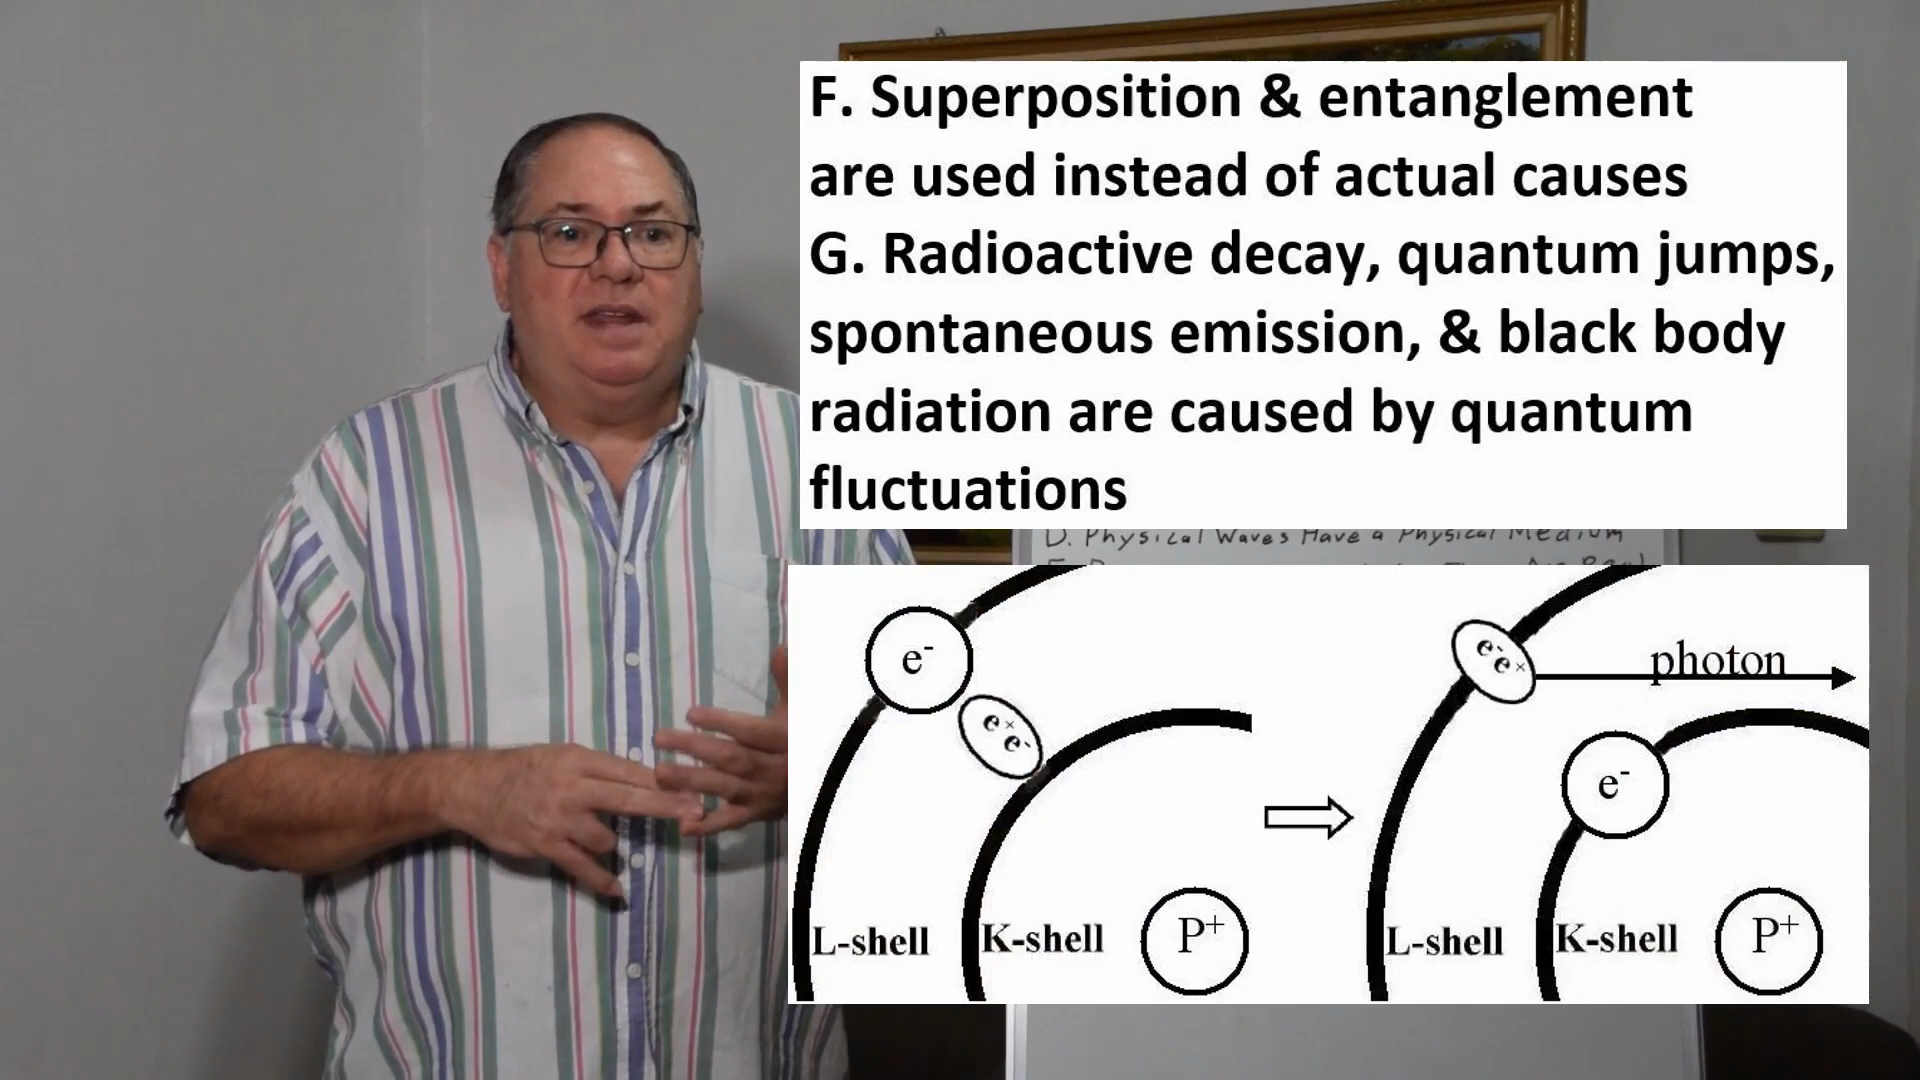 F. Superposition & entanglement
are used instead of actual causes
G. Radioactive decay, quantum jumps,
spontaneous emission, & black body
radiation are caused by quantum
fluctuations
D. Physical Waves Have a Physical Medium
e-
e+
e-
L-shell
K-shell
P+
e-
e+
photon
e-
L-shell
K-shell
P+